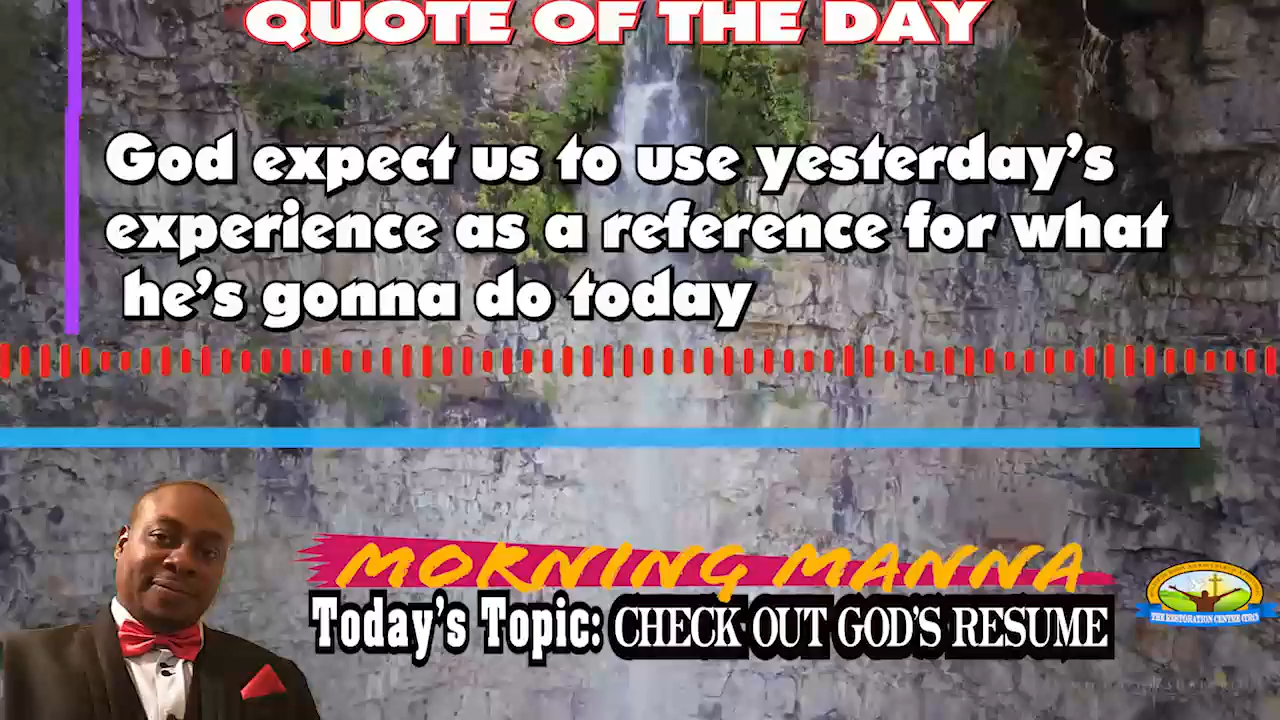 QUOTE OF THE DAY
God expect us to use yesterday's
experience as a reference for what
he's gonna do today
MORNING MANNA
Today's Topic: CHECK OUT GOD'S RESUME
THE RESTORATION CENTRE